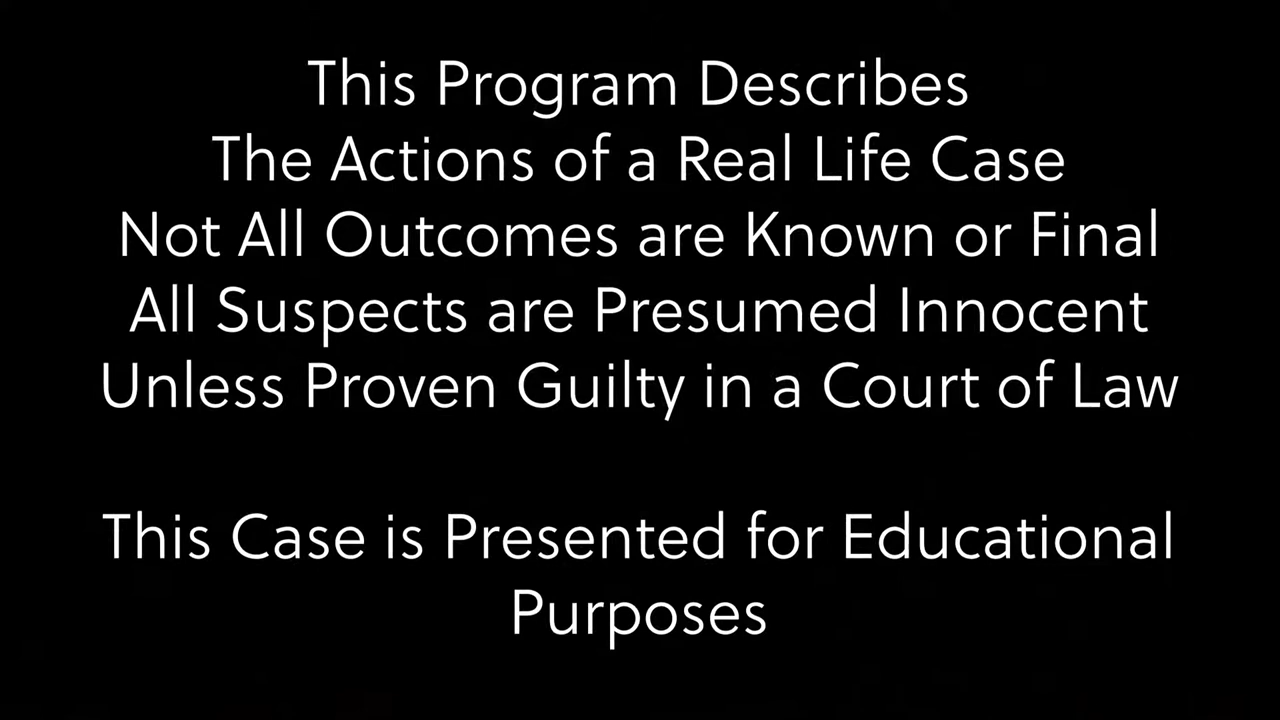 This Program Describes
The Actions of a Real Life Case
Not All Outcomes are Known or Final
All Suspects are Presumed Innocent
Unless Proven Guilty in a Court of Law
This Case is Presented for Educational
Purposes